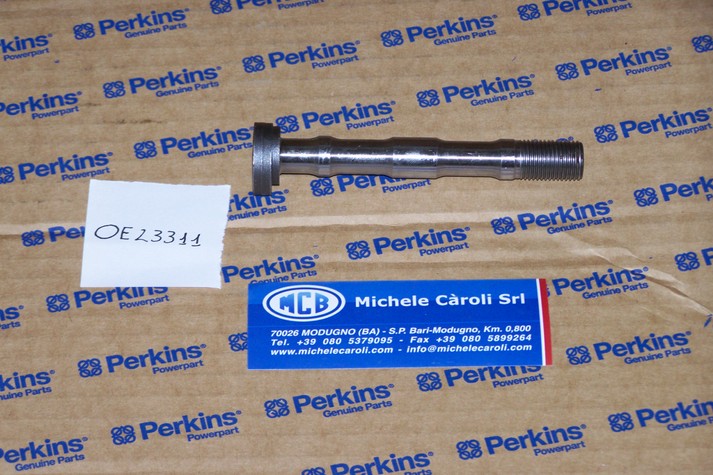 Perkins
Genuine Parts
Perkins
Powerpart
OE23311
MCB
Michele Càroli Srl
70026 MODUGNO (BA) - S.P. Bari-Modugno, Km. 0,800
Tel. +39 080 5379095 - Fax +39 080 5899264
www.michelecaroli.com - info@michelecaroli.com